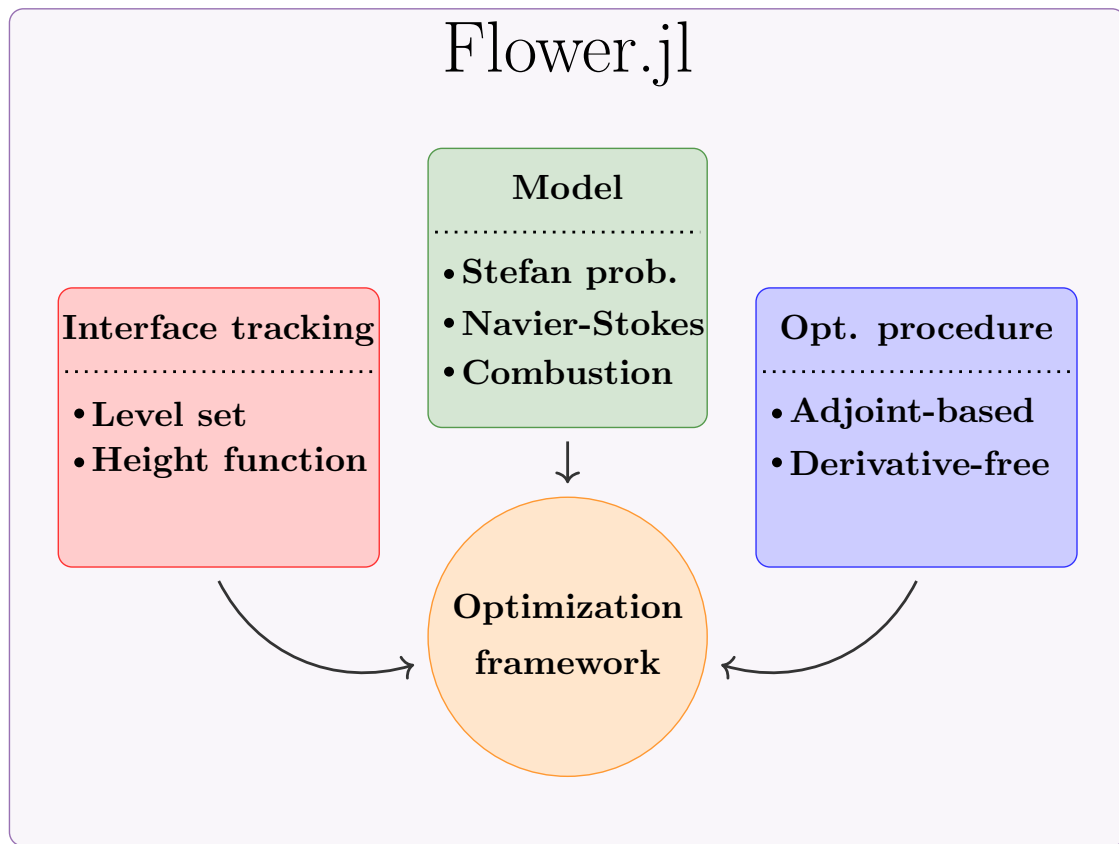 Flower.jl
Model
• Stefan prob.
• Navier-Stokes
• Combustion
Interface tracking
• Level set
• Height function
Opt. procedure
• Adjoint-based
• Derivative-free
Optimization
framework